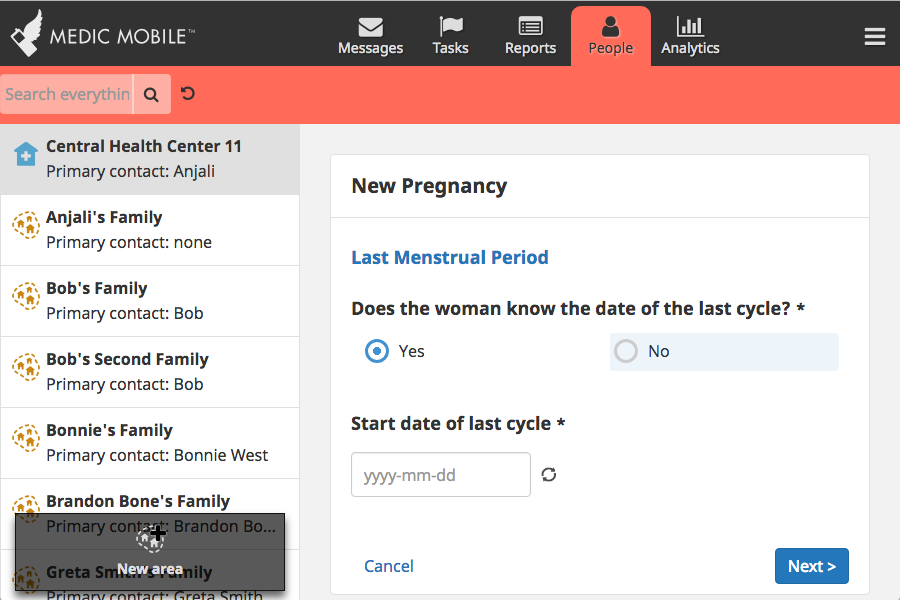 MEDIC MOBILE™
Messages
Tasks
Reports
People
Analytics
Search everythin
Central Health Center 11
Primary contact: Anjali
Anjali's Family
Primary contact: none
Bob's Family
Primary contact: Bob
Bob's Second Family
Primary contact: Bob
Bonnie's Family
Primary contact: Bonnie West
Brandon Bone's Family
Primary contact: Brandon Bo...
New area
Greta Smith's Family
Primary contact: Greta Smith
New Pregnancy
Last Menstrual Period
Does the woman know the date of the last cycle? *
Yes
No
Start date of last cycle *
yyyy-mm-dd
Cancel
Next >